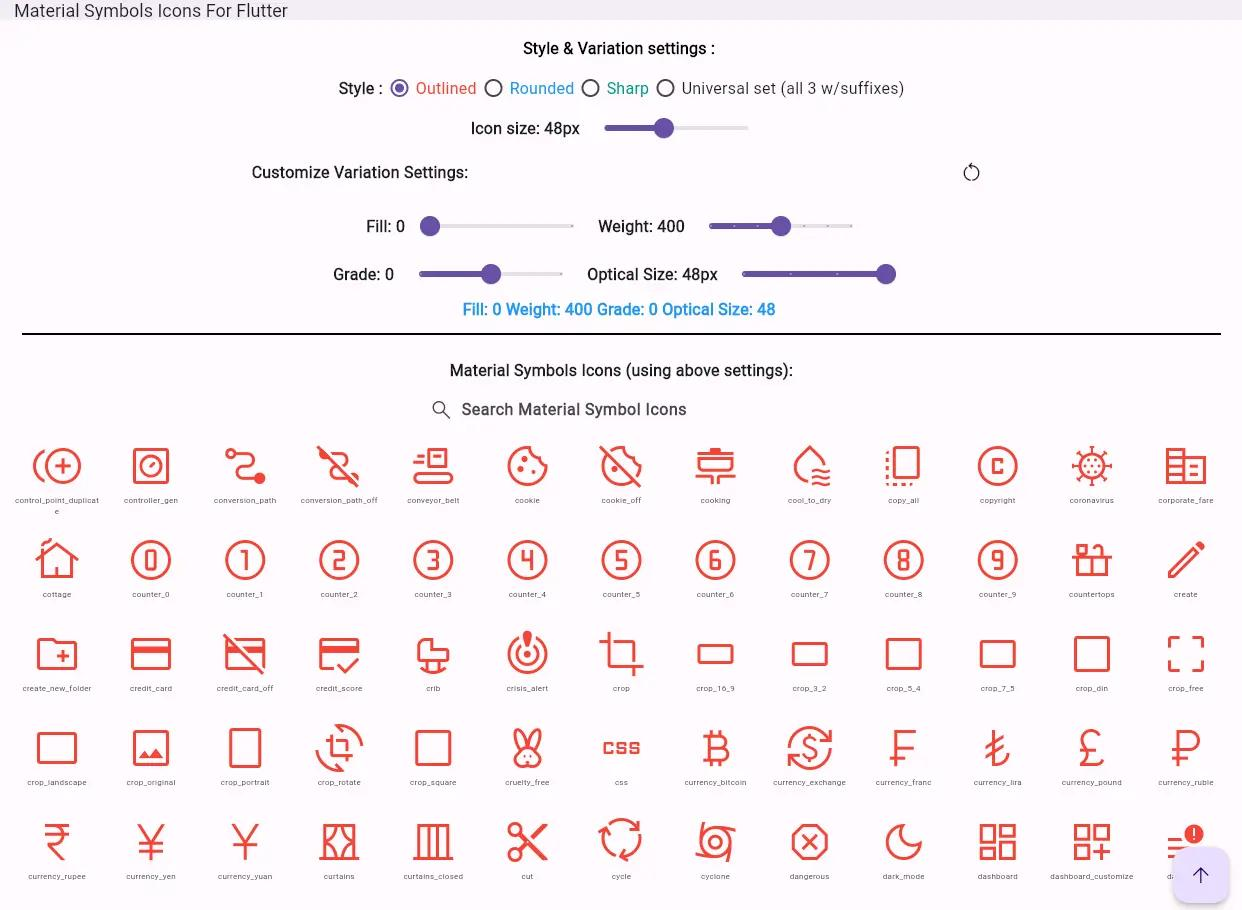 Material Symbols Icons For Flutter
Style & Variation settings :
Style : Outlined Rounded Sharp Universal set (all 3 w/suffixes)
Icon size: 48px
Customize Variation Settings:
Fill: 0 Weight: 400
Grade: 0 Optical Size: 48px
Fill: 0 Weight: 400 Grade: 0 Optical Size: 48
Material Symbols Icons (using above settings):
Search Material Symbol Icons
control_point_duplicat controller_gen conversion_path conversion_path_off conveyor_belt cookie cookie_off cooking cool_to_dry copy_all copyright coronavirus corporate_fare
e
cottage counter_0 counter_1 counter_2 counter_3 counter_4 counter_5 counter_6 counter_7 counter_8 counter_9 countertops create
create_new_folder credit_card credit_card_off credit_score crib crisis_alert crop crop_16_9 crop_3_2 crop_5_4 crop_7_5 crop_din crop_free
css
crop_landscape crop_original crop_portrait crop_rotate crop_square cruelty_free css currency_bitcoin currency_exchange currency_franc currency_lira currency_pound currency_ruble
currency_rupee currency_yen currency_yuan curtains curtains_closed cut cycle cyclone dangerous dark_mode dashboard dashboard_customize